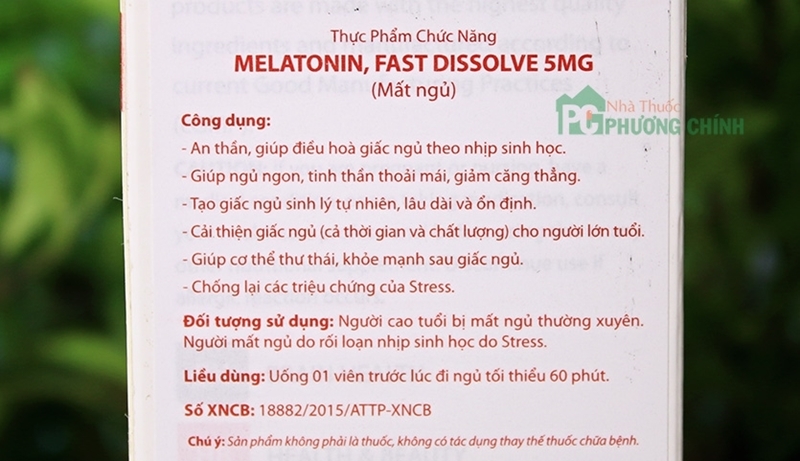 Thực Phẩm Chức Năng
MELATONIN, FAST DISSOLVE 5MG
(Mất ngủ)
Nhà Thuốc
PC PHƯƠNG CHÍNH
Công dụng:
- An thần, giúp điều hoà giấc ngủ theo nhịp sinh học.
- Giúp ngủ ngon, tinh thần thoải mái, giảm căng thẳng.
- Tạo giấc ngủ sinh lý tự nhiên, lâu dài và ổn định.
- Cải thiện giấc ngủ (cả thời gian và chất lượng) cho người lớn tuổi.
- Giúp cơ thể thư thái, khỏe mạnh sau giấc ngủ.
- Chống lại các triệu chứng của Stress.
Đối tượng sử dụng: Người cao tuổi bị mất ngủ thường xuyên.
Người mất ngủ do rối loạn nhịp sinh học do Stress.
Liều dùng: Uống 01 viên trước lúc đi ngủ tối thiểu 60 phút.
Số XNCB: 18882/2015/ATTP-XNCB
Chú ý: Sản phẩm không phải là thuốc, không có tác dụng thay thế thuốc chữa bệnh.